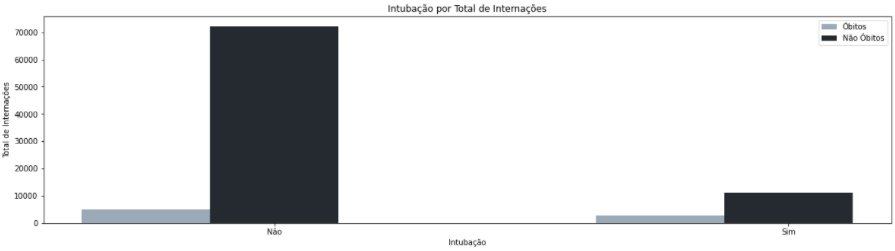 Intubação por Total de Internações
Óbitos
Não Óbitos
Total de Internações
70000
60000
50000
40000
30000
20000
10000
0
Não
Sim
Intubação